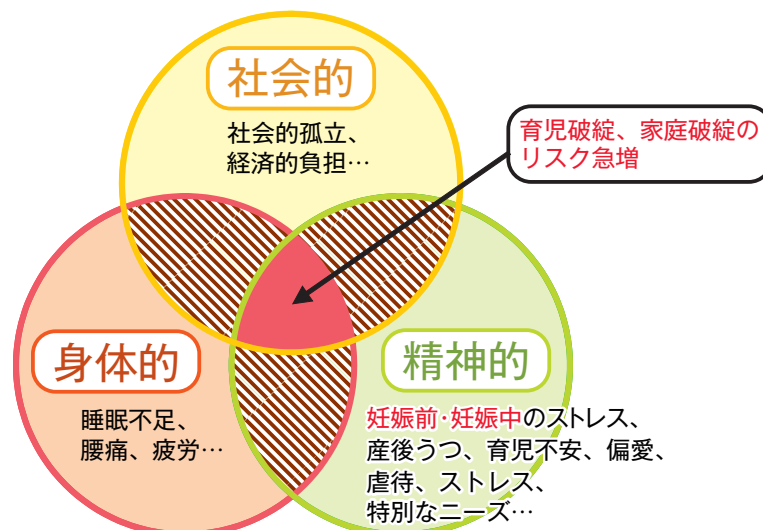 社会的
社会的孤立、
経済的負担…
育児破綻、家庭破綻の
リスク急増
身体的
睡眠不足、
腰痛、疲労…
精神的
妊娠前・妊娠中のストレス、
産後うつ、育児不安、偏愛、
虐待、ストレス、
特別なニーズ…